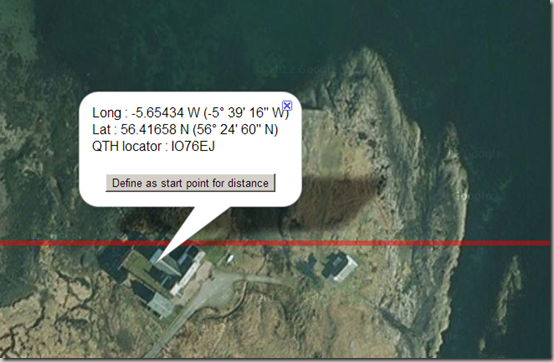 Long : -5.65434 W (-5° 39' 16'' W)
Lat : 56.41658 N (56° 24' 60'' N)
QTH locator : IO76EJ
Define as start point for distance